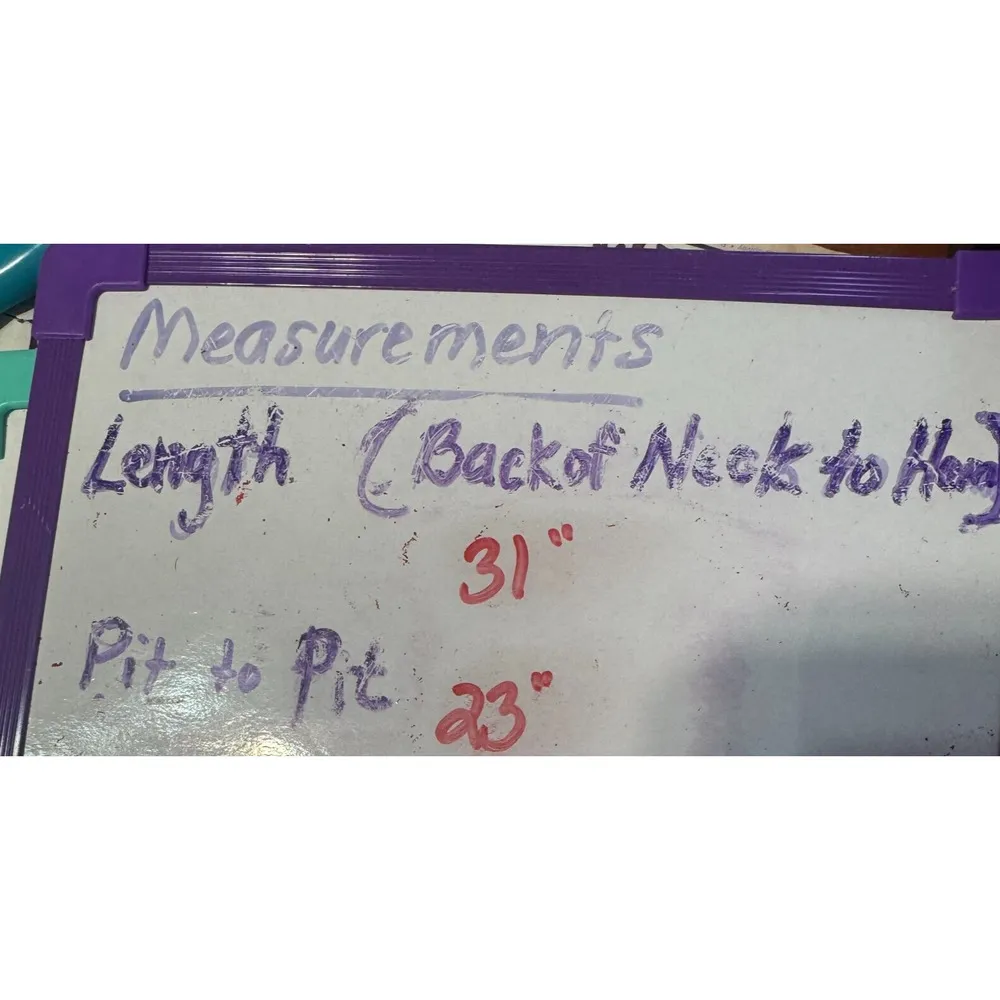 Measurements
Length (Back of Neck to Hem)
31"
Pit to Pit 23"